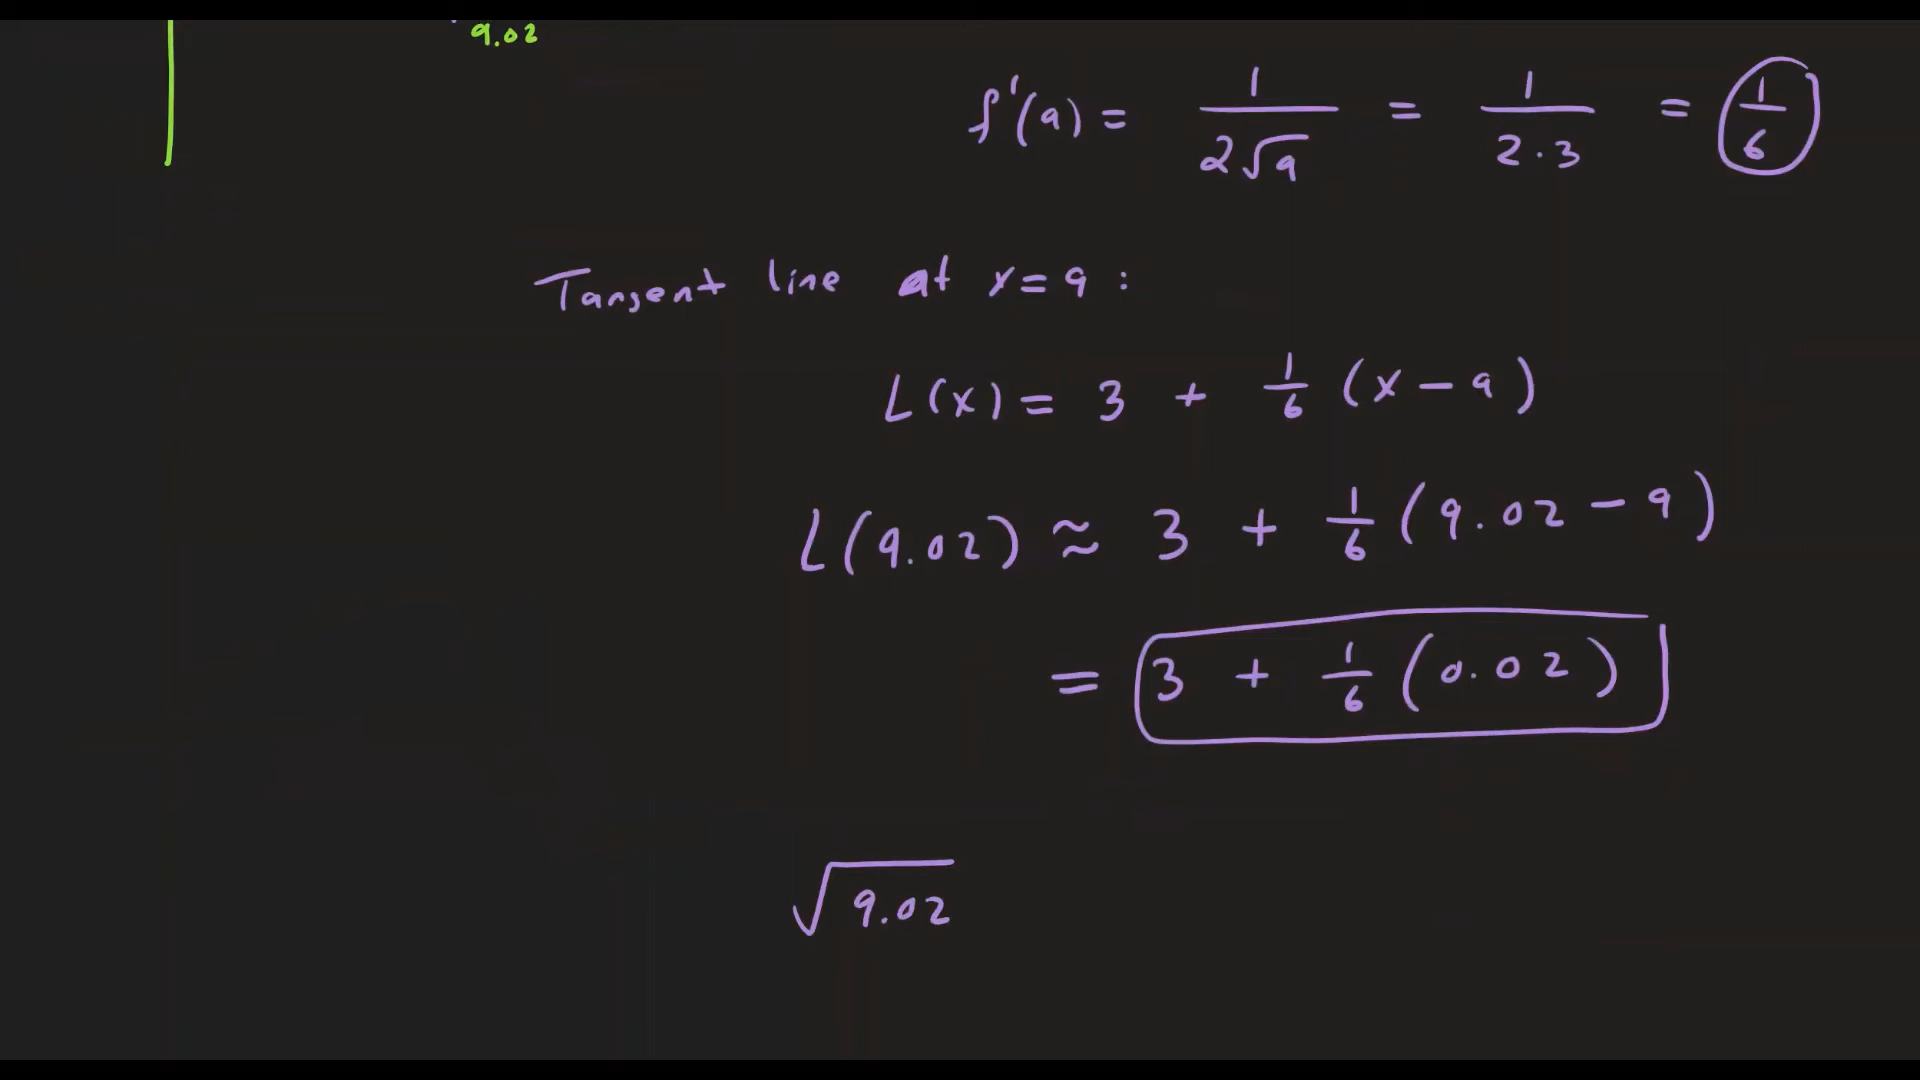 9.02
f'(9) = 1/(2√9) = 1/(2·3) = 1/6
Tangent line at x=9 :
L(x) = 3 + 1/6 (x - 9)
L(9.02) ≈ 3 + 1/6 (9.02 - 9)
= 3 + 1/6 (0.02)
√9.02